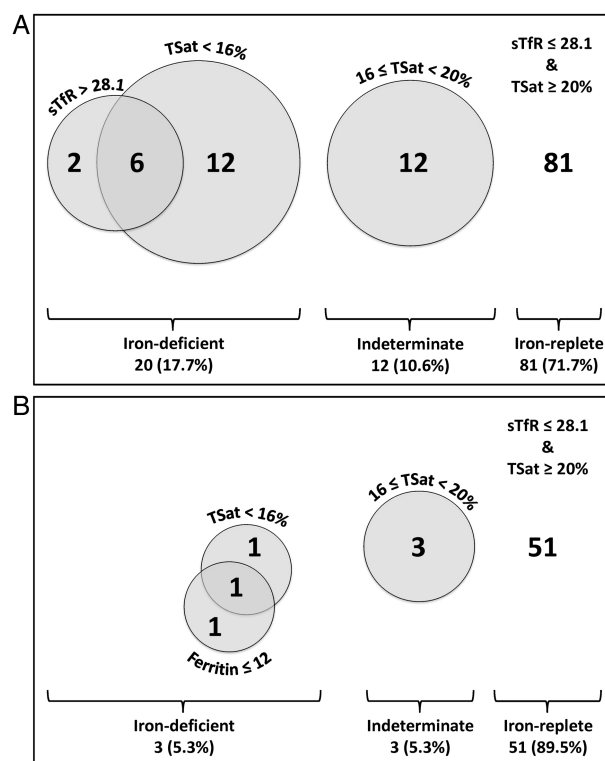 A
sTfR > 28.1
TSat < 16%
16 ≤ TSat < 20%
sTfR ≤ 28.1
&
TSat ≥ 20%
2
6
12
12
81
Iron-deficient
20 (17.7%)
Indeterminate
12 (10.6%)
Iron-replete
81 (71.7%)
B
sTfR ≤ 28.1
&
TSat ≥ 20%
TSat < 16%
16 ≤ TSat < 20%
1
1
1
3
51
Ferritin ≤ 12
Iron-deficient
3 (5.3%)
Indeterminate
3 (5.3%)
Iron-replete
51 (89.5%)